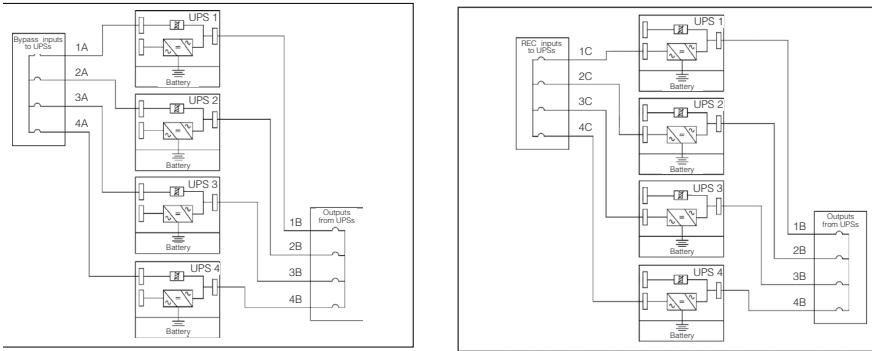 Bypass inputs
to UPSs
1A
2A
3A
4A
UPS 1
Battery
UPS 2
Battery
UPS 3
Battery
UPS 4
Battery
Outputs
from UPSs
1B
2B
3B
4B
REC inputs
to UPSs
1C
2C
3C
4C
UPS 1
Battery
UPS 2
Battery
UPS 3
Battery
UPS 4
Battery
Outputs
from UPSs
1B
2B
3B
4B